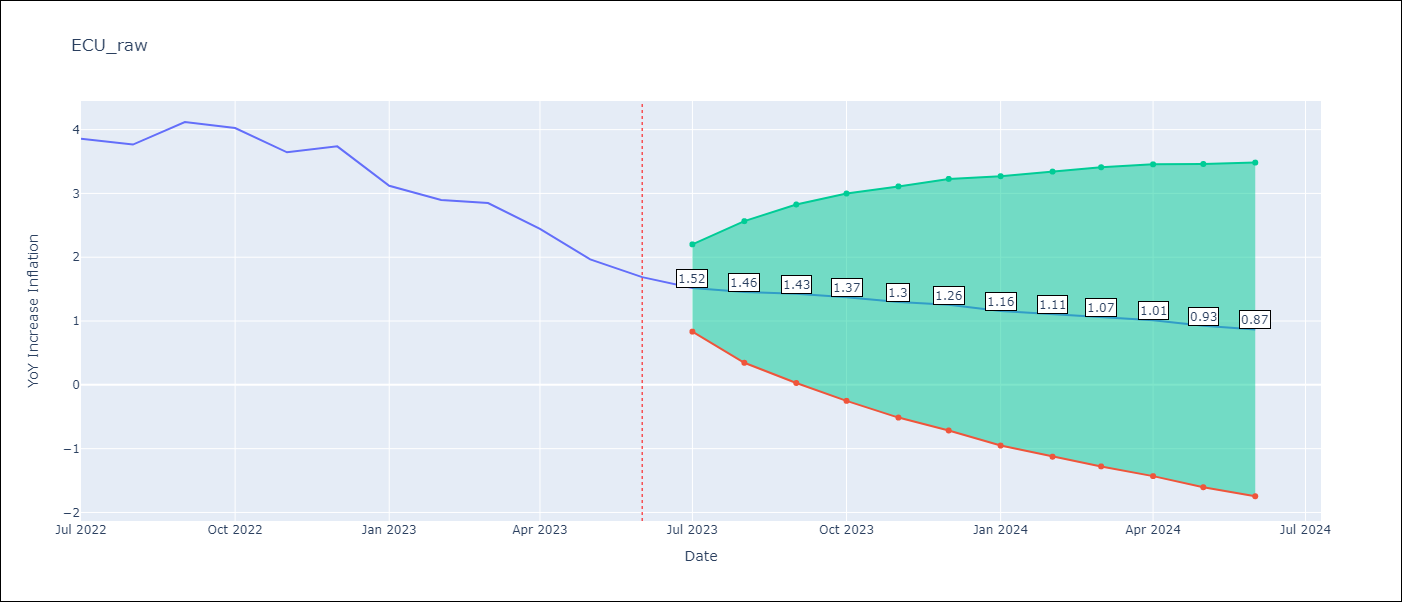 ECU_raw
YoY Increase Inflation
4
3
2
1
0
−1
−2
1.52
1.46
1.43
1.37
1.3
1.26
1.16
1.11
1.07
1.01
0.93
0.87
Jul 2022
Oct 2022
Jan 2023
Apr 2023
Jul 2023
Oct 2023
Jan 2024
Apr 2024
Jul 2024
Date